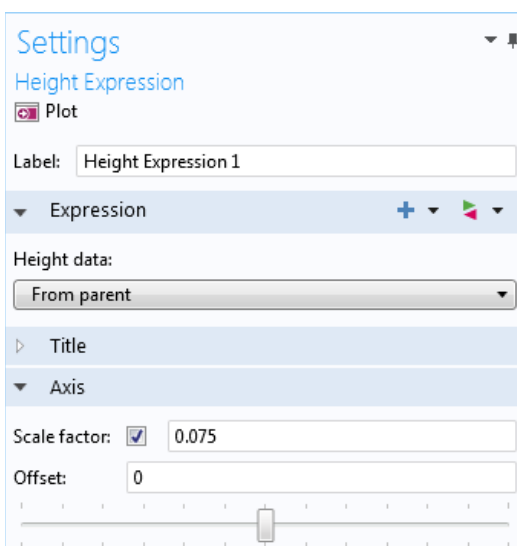 Settings
Height Expression
Plot
Label: Height Expression 1
Expression
Height data:
From parent
Title
Axis
Scale factor: 0.075
Offset: 0